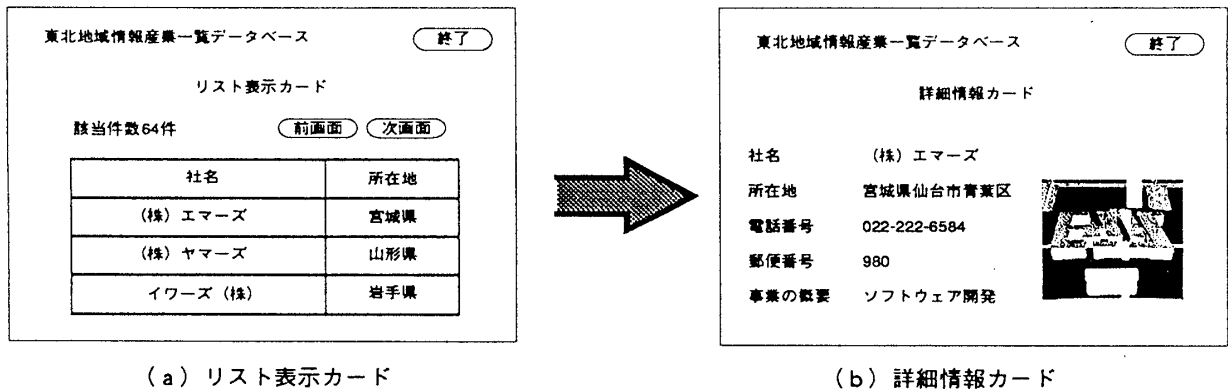 東北地域情報産業一覧データベース 終了
リスト表示カード
該当件数64件 前画面 次画面
社名 所在地
(株) エマーズ 宮城県
(株) ヤマーズ 山形県
イワーズ (株) 岩手県
(a) リスト表示カード
東北地域情報産業一覧データベース 終了
詳細情報カード
社名 (株) エマーズ
所在地 宮城県仙台市青葉区
電話番号 022-222-6584
郵便番号 980
事業の概要 ソフトウェア開発
(b) 詳細情報カード